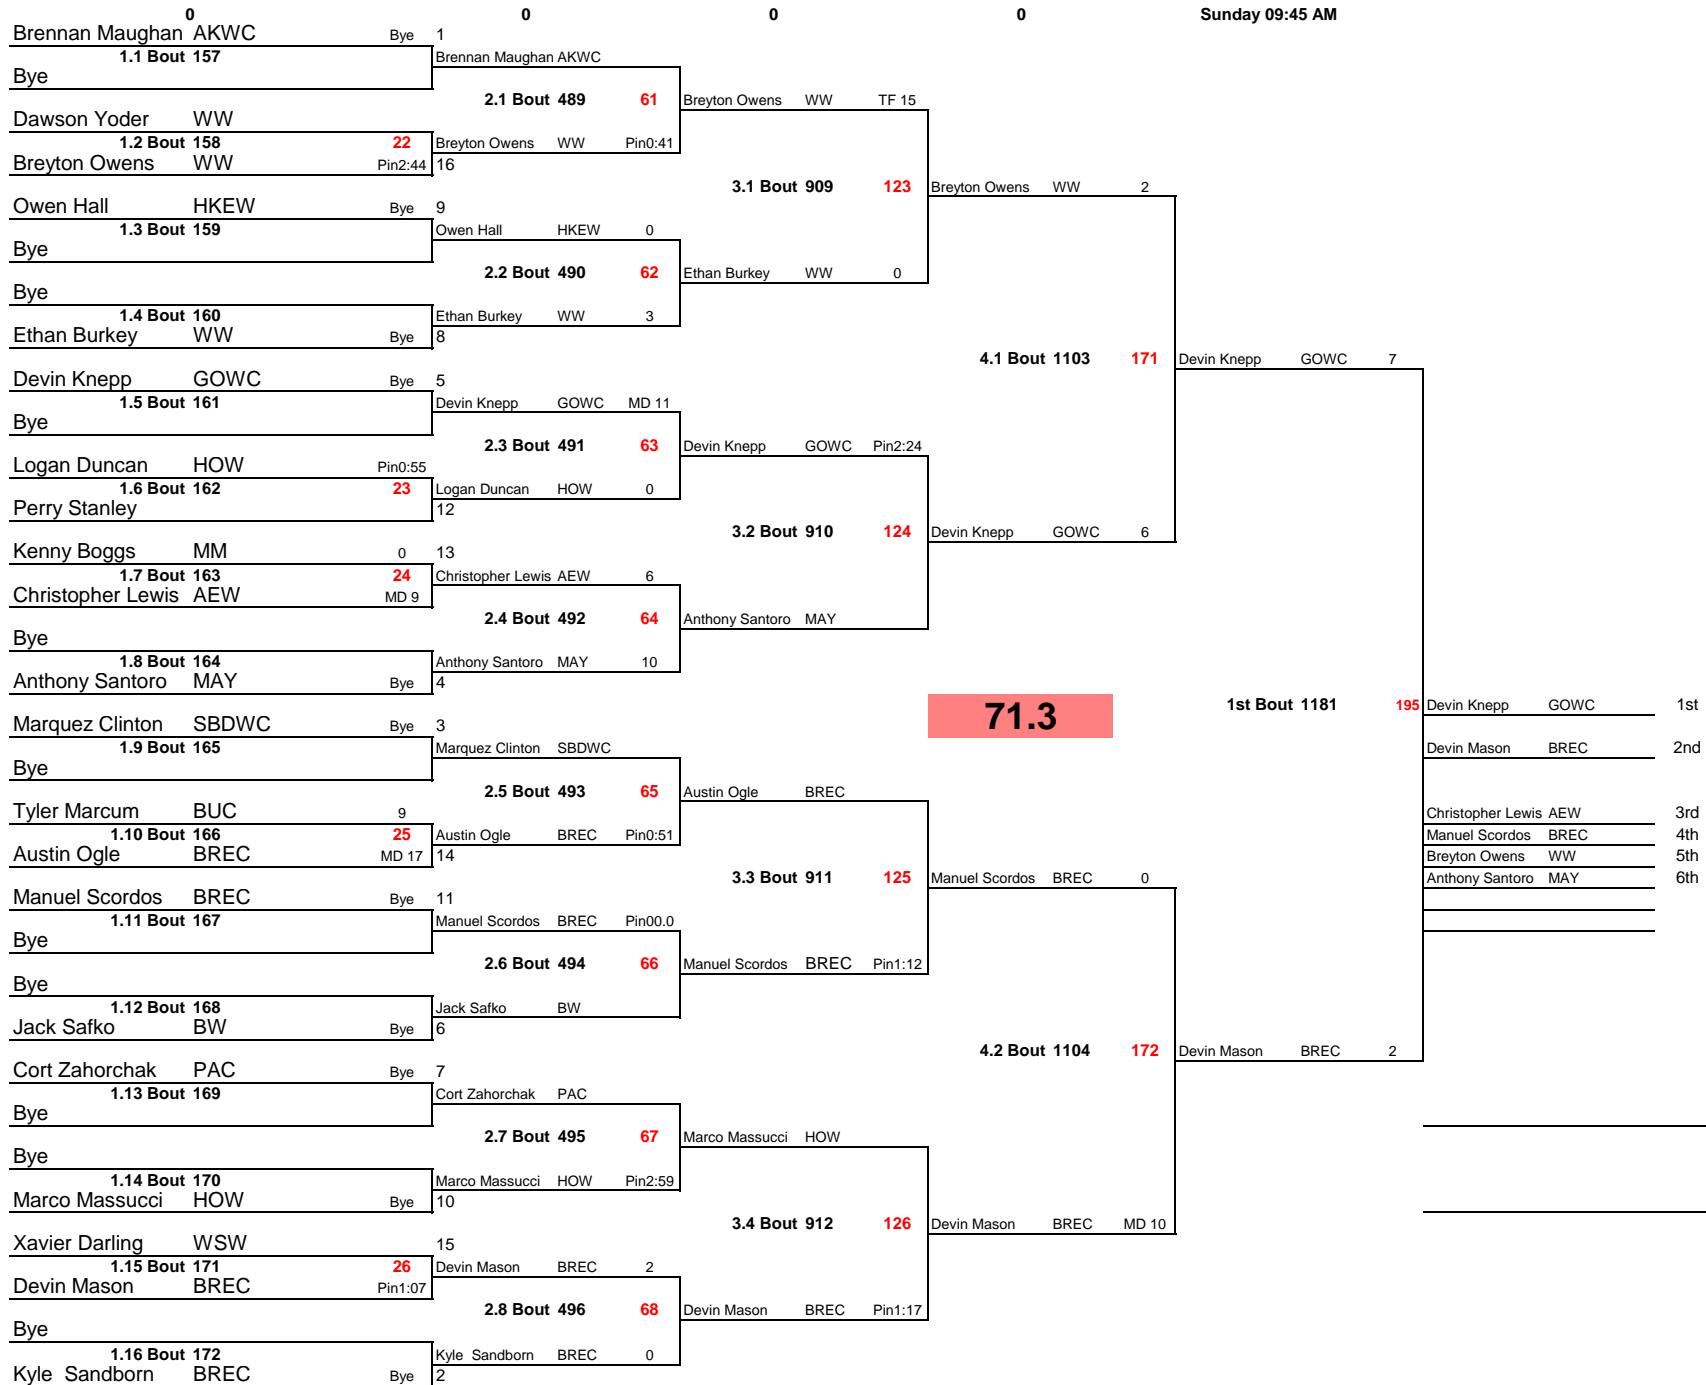 0 0 0 0 Sunday 09:45 AM
Brennan Maughan AKWC Bye 1
1.1 Bout 157 Brennan Maughan AKWC
Bye
2.1 Bout 489 61 Breyton Owens WW TF 15
Dawson Yoder WW
1.2 Bout 158 22 Breyton Owens WW Pin0:41
Breyton Owens WW Pin2:44 16
3.1 Bout 909 123 Breyton Owens WW 2
Owen Hall HKEW Bye 9
1.3 Bout 159 Owen Hall HKEW 0
Bye
2.2 Bout 490 62 Ethan Burkey WW 0
Bye
1.4 Bout 160 Ethan Burkey WW 3
Ethan Burkey WW Bye 8
4.1 Bout 1103 171 Devin Knepp GOWC 7
Devin Knepp GOWC Bye 5
1.5 Bout 161 Devin Knepp GOWC MD 11
Bye
2.3 Bout 491 63 Devin Knepp GOWC Pin2:24
Logan Duncan HOW Pin0:55
1.6 Bout 162 23 Logan Duncan HOW 0
Perry Stanley 12
3.2 Bout 910 124 Devin Knepp GOWC 6
Kenny Boggs MM 0 13
1.7 Bout 163 24 Christopher Lewis AEW 6
Christopher Lewis AEW MD 9
2.4 Bout 492 64 Anthony Santoro MAY
Bye
1.8 Bout 164 Anthony Santoro MAY 10
Anthony Santoro MAY Bye 4
71.3 1st Bout 1181 195 Devin Knepp GOWC 1st
Marquez Clinton SBDWC Bye 3
1.9 Bout 165 Marquez Clinton SBDWC Devin Mason BREC 2nd
Bye
2.5 Bout 493 65 Austin Ogle BREC
Tyler Marcum BUC 9 Christopher Lewis AEW 3rd
1.10 Bout 166 25 Austin Ogle BREC Pin0:51 Manuel Scordos BREC 4th
Austin Ogle BREC MD 17 14 Breyton Owens WW 5th
3.3 Bout 911 125 Manuel Scordos BREC 0 Anthony Santoro MAY 6th
Manuel Scordos BREC Bye 11
1.11 Bout 167 Manuel Scordos BREC Pin00.0
Bye
2.6 Bout 494 66 Manuel Scordos BREC Pin1:12
Bye
1.12 Bout 168 Jack Safko BW
Jack Safko BW Bye 6
4.2 Bout 1104 172 Devin Mason BREC 2
Cort Zahorchak PAC Bye 7
1.13 Bout 169 Cort Zahorchak PAC
Bye
2.7 Bout 495 67 Marco Massucci HOW
Bye
1.14 Bout 170 Marco Massucci HOW Pin2:59
Marco Massucci HOW Bye 10
3.4 Bout 912 126 Devin Mason BREC MD 10
Xavier Darling WSW 15
1.15 Bout 171 26 Devin Mason BREC 2
Devin Mason BREC Pin1:07
2.8 Bout 496 68 Devin Mason BREC Pin1:17
Bye
1.16 Bout 172 Kyle Sandborn BREC 0
Kyle Sandborn BREC Bye 2